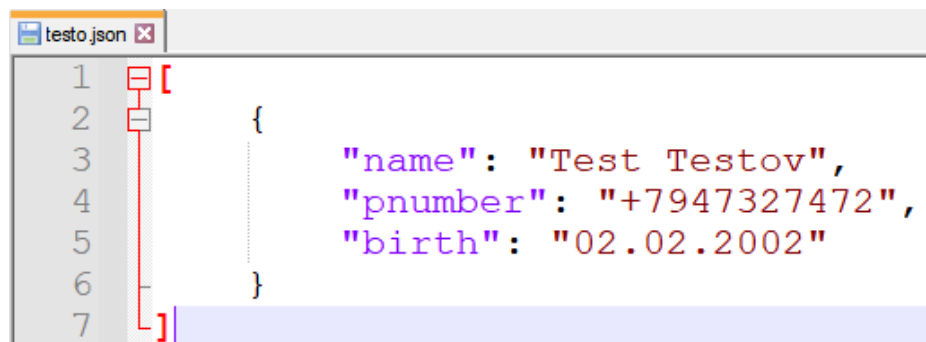 testo.json
1 [
2 {
3 "name": "Test Testov",
4 "pnumber": "+7947327472",
5 "birth": "02.02.2002"
6 }
7 ]